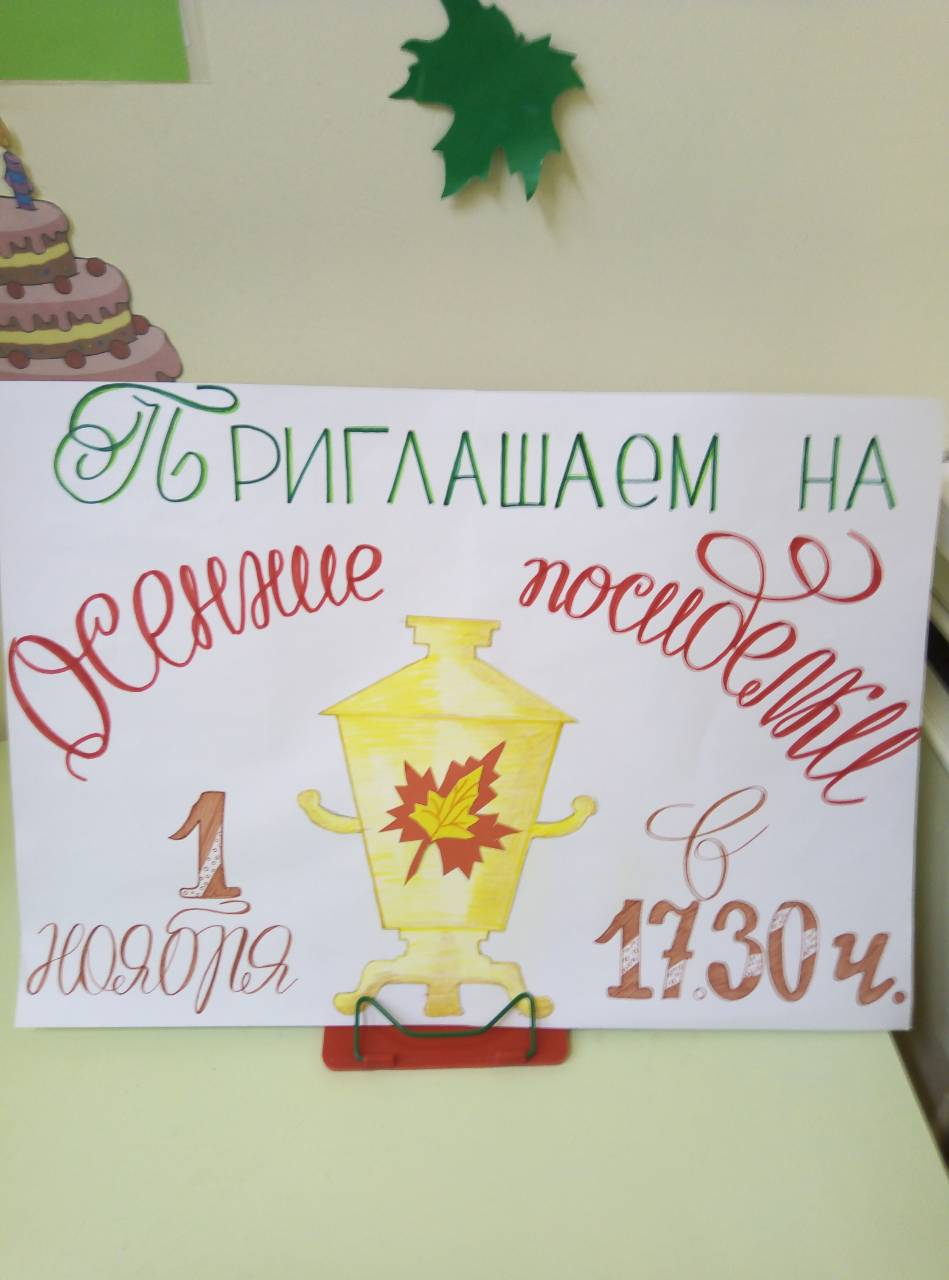 Приглашаем на
Осенние посиделки
1
ноября
в
17.30 ч.